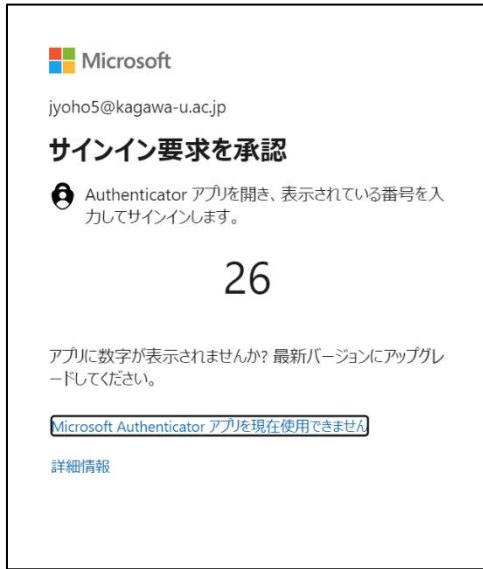 Microsoft
jyoho5@kagawa-u.ac.jp
サインイン要求を承認
Authenticator アプリを開き、表示されている番号を入
力してサインインします。
26
アプリに数字が表示されませんか? 最新バージョンにアップグレ
ードしてください。
Microsoft Authenticator アプリを現在使用できません
詳細情報